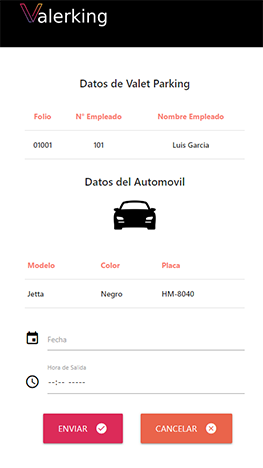 Valerking
Datos de Valet Parking
Folio N° Empleado Nombre Empleado
01001 101 Luis García
Datos del Automovil
Modelo Color Placa
Jetta Negro HM-8040
Fecha
Hora de Salida
--:-- -----
ENVIAR
CANCELAR